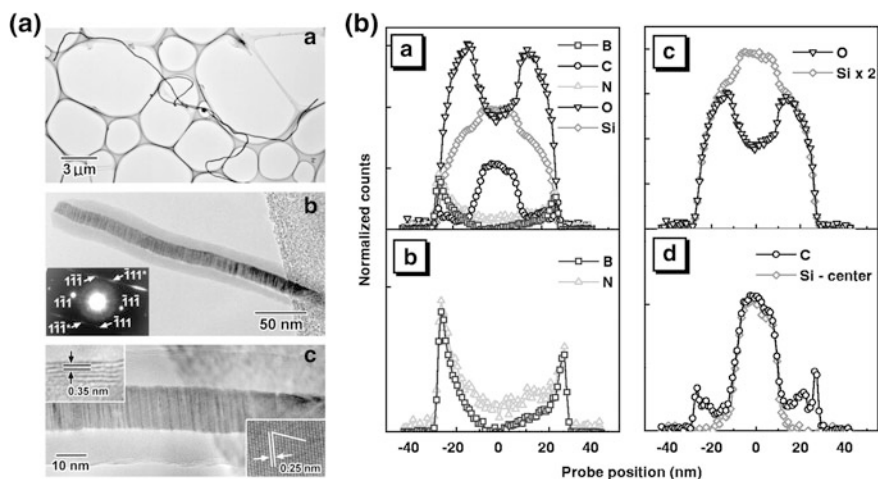 (a)
a
3 μm
b
1̄1̄1 1̄11*
1̄1̄1 11̄1
11̄1̄* 1̄11
50 nm
c
0.35 nm
10 nm
0.25 nm
(b)
Normalized counts
a
B
C
N
O
Si
c
O
Si x 2
b
B
N
d
C
Si - center
-40 -20 0 20 40
-40 -20 0 20 40
Probe position (nm)